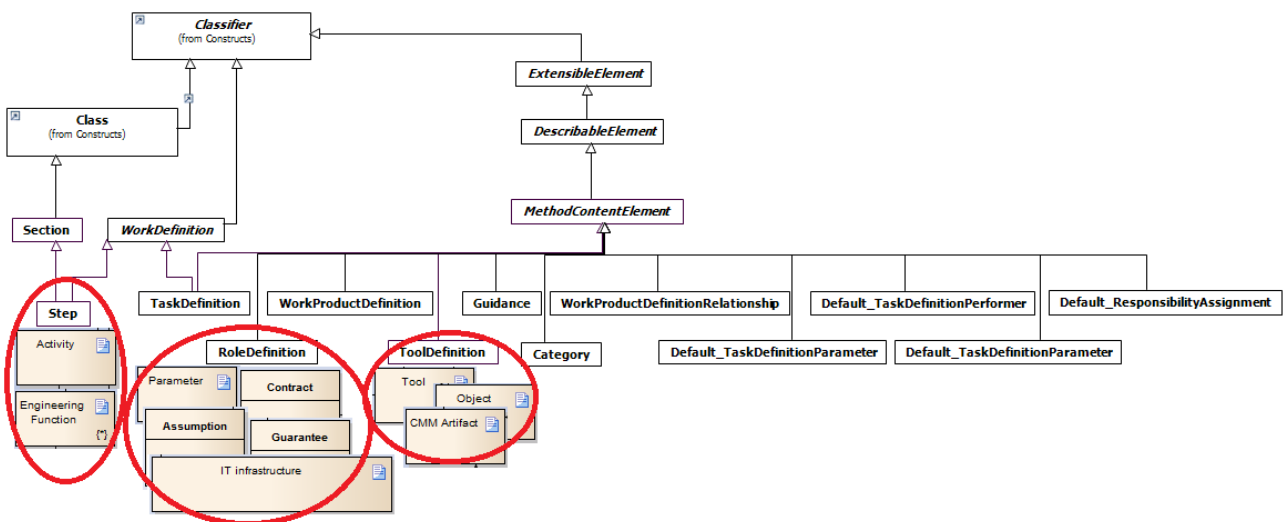 Classifier
(from Constructs)
ExtensibleElement
Class
(from Constructs)
DescribableElement
MethodContentElement
Section
WorkDefinition
TaskDefinition
WorkProductDefinition
Guidance
WorkProductDefinitionRelationship
Default_TaskDefinitionPerformer
Default_ResponsibilityAssignment
Step
RoleDefinition
ToolDefinition
Category
Default_TaskDefinitionParameter
Default_TaskDefinitionParameter
Activity
Engineering
Function
{*}
Parameter
Contract
Assumption
Guarantee
IT infrastructure
Tool
Object
CMM Artifact